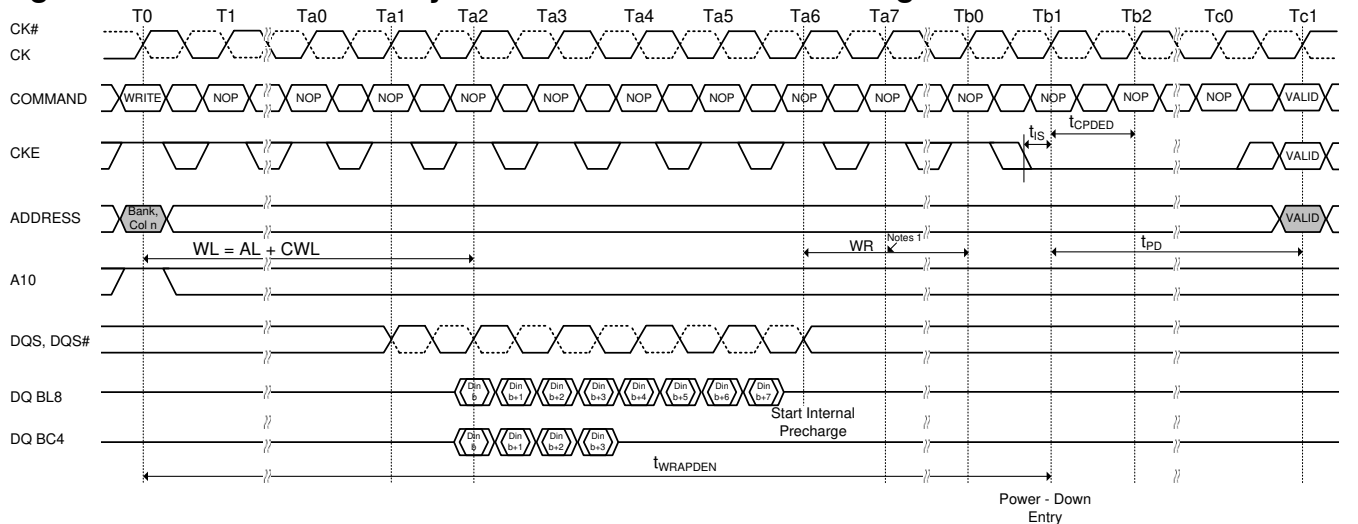 T0 T1 Ta0 Ta1 Ta2 Ta3 Ta4 Ta5 Ta6 Ta7 Tb0 Tb1 Tb2 Tc0 Tc1
CK#
CK
COMMAND WRITE NOP NOP NOP NOP NOP NOP NOP NOP NOP NOP NOP NOP NOP VALID
tIS tCPDED
CKE VALID
ADDRESS Bank, Col n VALID
WL = AL + CWL WR Notes 1 tPD
A10
DQS, DQS#
DQ BL8 Din b Din b+1 Din b+2 Din b+3 Din b+4 Din b+5 Din b+6 Din b+7
Start Internal
Precharge
DQ BC4 Din b Din b+1 Din b+2 Din b+3
tWRAPDEN
Power - Down
Entry